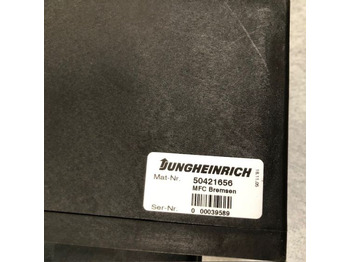 JUNGHEINRICH
Mat-Nr. 50421656
MFC Bremsen
Ser-Nr. 0 00039589